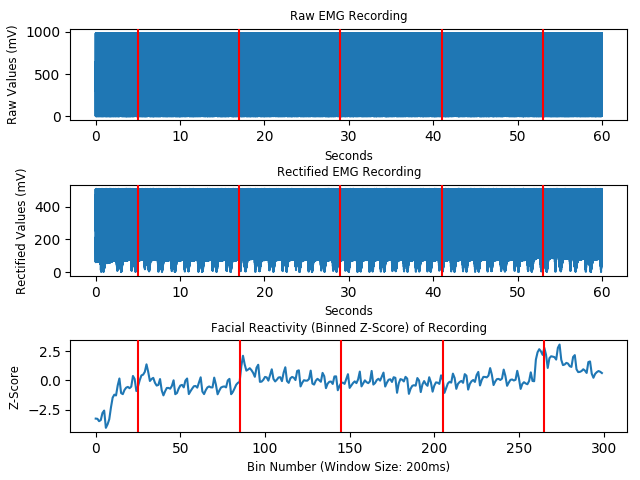 Raw EMG Recording
Raw Values (mV)
1000
500
0
0 10 20 30 40 50 60
Seconds
Rectified EMG Recording
Rectified Values (mV)
400
200
0
0 10 20 30 40 50 60
Seconds
Facial Reactivity (Binned Z-Score) of Recording
Z-Score
2.5
0.0
−2.5
0 50 100 150 200 250 300
Bin Number (Window Size: 200ms)